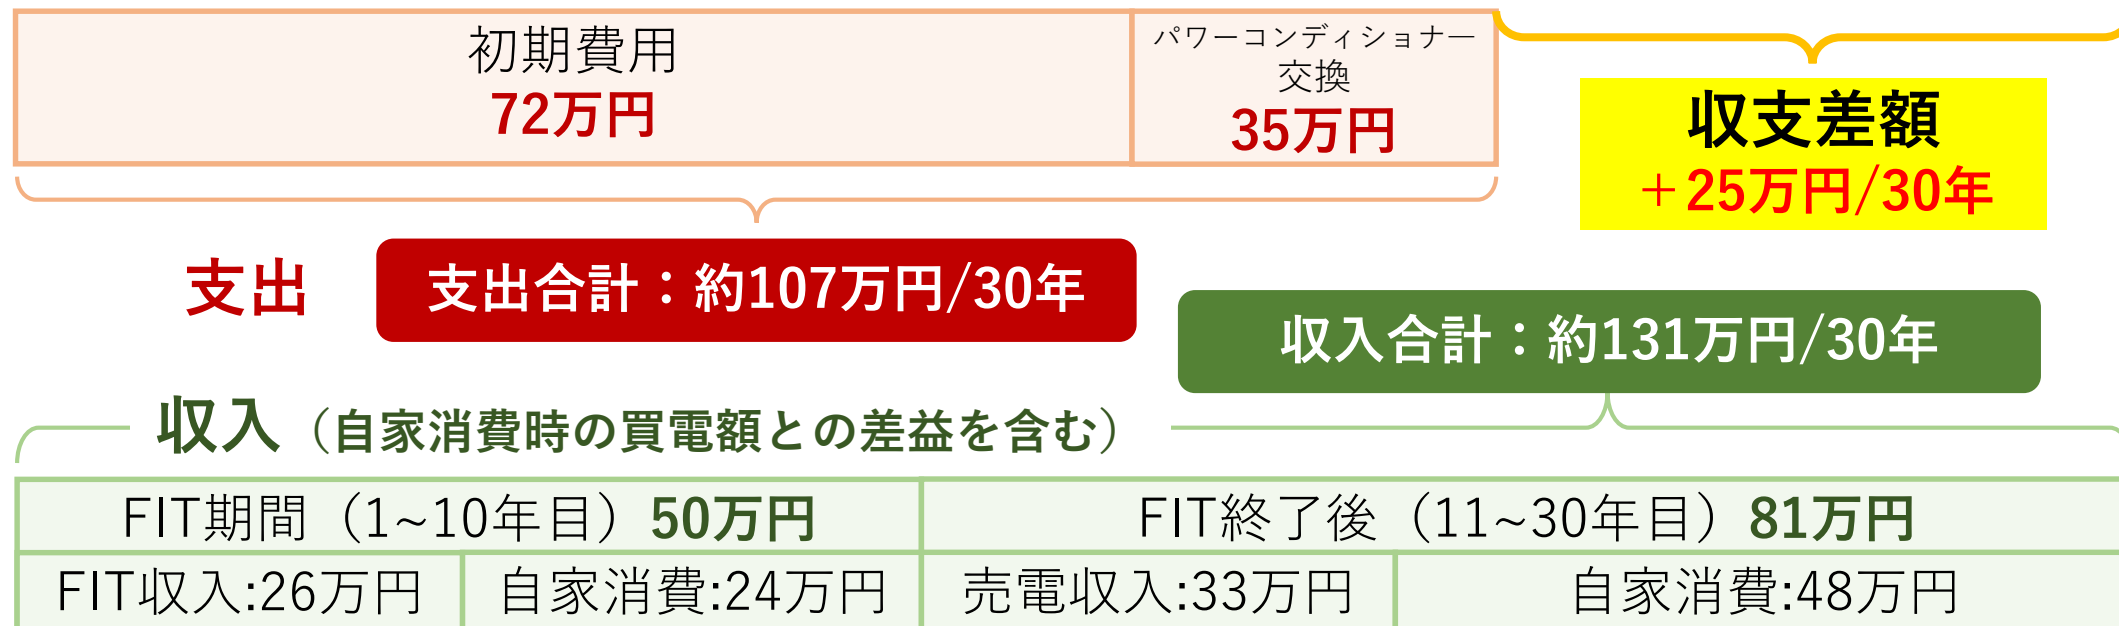 初期費用
72万円
パワーコンディショナー
交換
35万円
収支差額
＋25万円/30年
支出
支出合計：約107万円/30年
収入合計：約131万円/30年
収入（自家消費時の買電額との差益を含む）
FIT期間（1~10年目）50万円
FIT終了後（11~30年目）81万円
FIT収入:26万円
自家消費:24万円
売電収入:33万円
自家消費:48万円